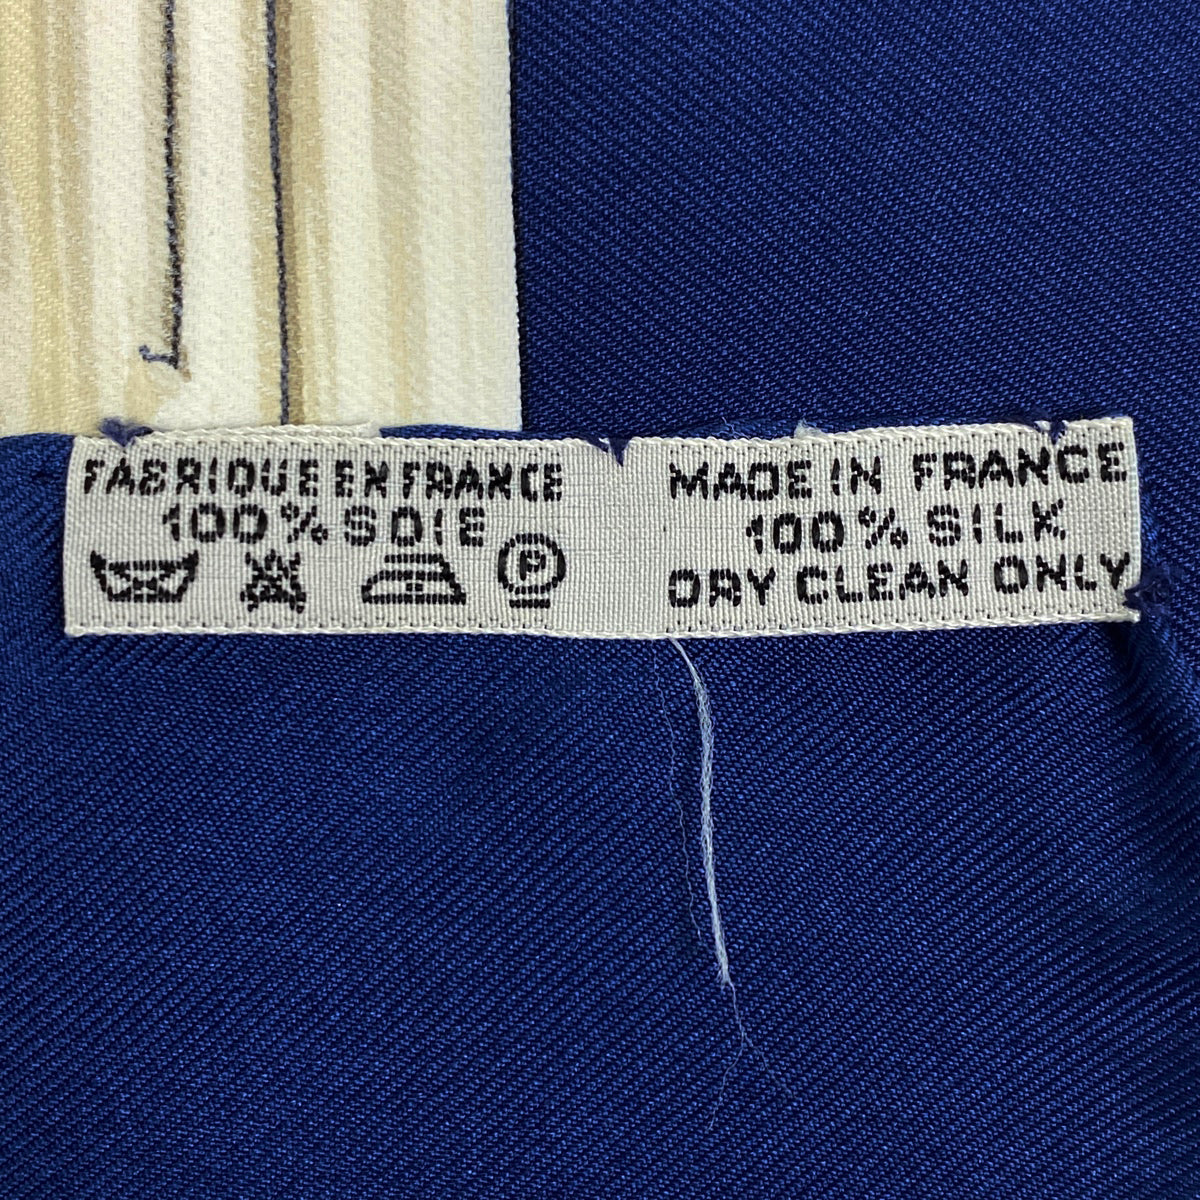 FABRIQUE EN FRANCE
100% SOIE
P
MADE IN FRANCE
100% SILK
DRY CLEAN ONLY